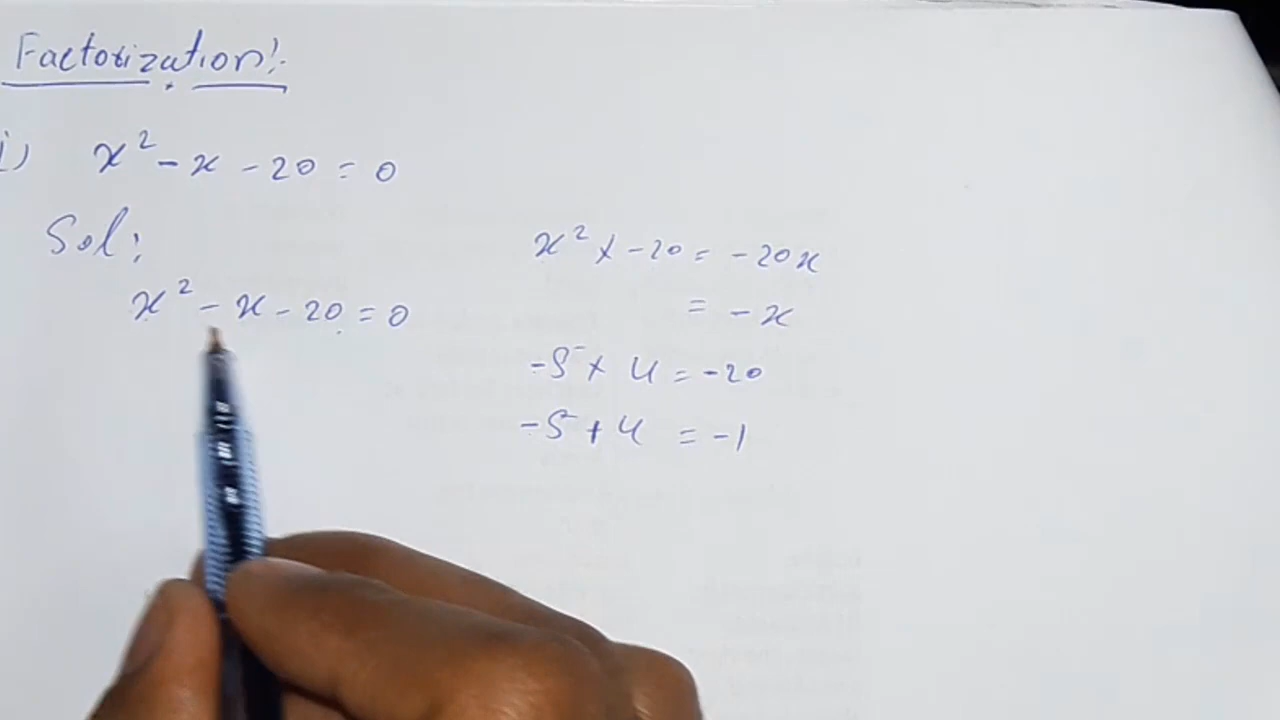 Factorization:
i) x² - x - 20 = 0
Sol:
x² - x - 20 = 0
x² × -20 = -20x
= -x
-5 × 4 = -20
-5 + 4 = -1